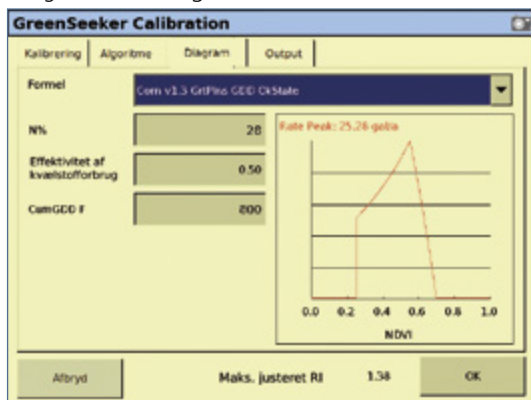 GreenSeeker Calibration
Kalibrering Algoritme Diagram Output
Formel Corn v1.3 GrtPlns GDD OkState
N% 28
Effektivitet af
kvælstofforbrug 0.50
CumGDD F 800
Rate Peak: 25.28 gal/a
0.0 0.2 0.4 0.6 0.8 1.0
NDVI
Afbryd Maks. justeret RI 1.38 OK